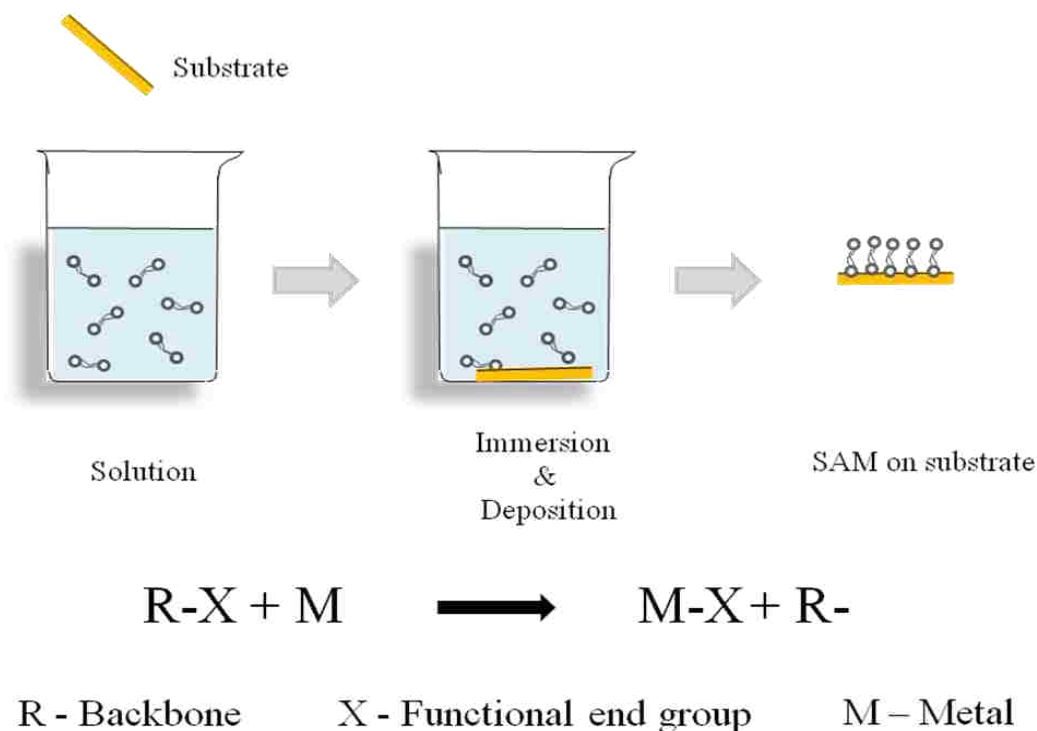 Substrate
Solution
Immersion
&
Deposition
SAM on substrate
R-X + M
M-X + R-
R - Backbone
X - Functional end group
M – Metal